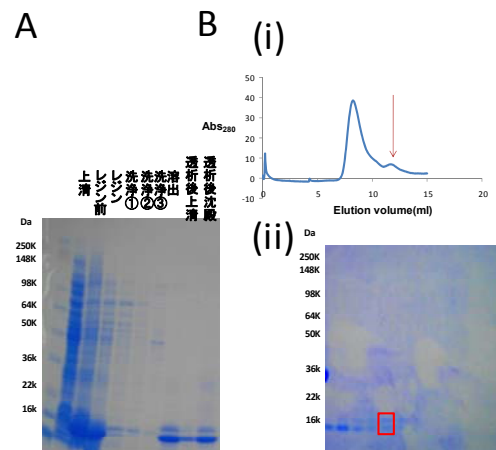 A
B
(i)
50
40
30
20
10
0
-10
Abs280
0
5
10
15
20
Elution volume(ml)
上清
レジン前
レジン
洗浄①
洗浄②
洗浄③
溶出
透析後上清
透析後沈殿
Da
250K
148K
98K
64K
50K
36k
22k
16k
(ii)
Da
250K
148K
98K
64K
50K
36k
22k
16k